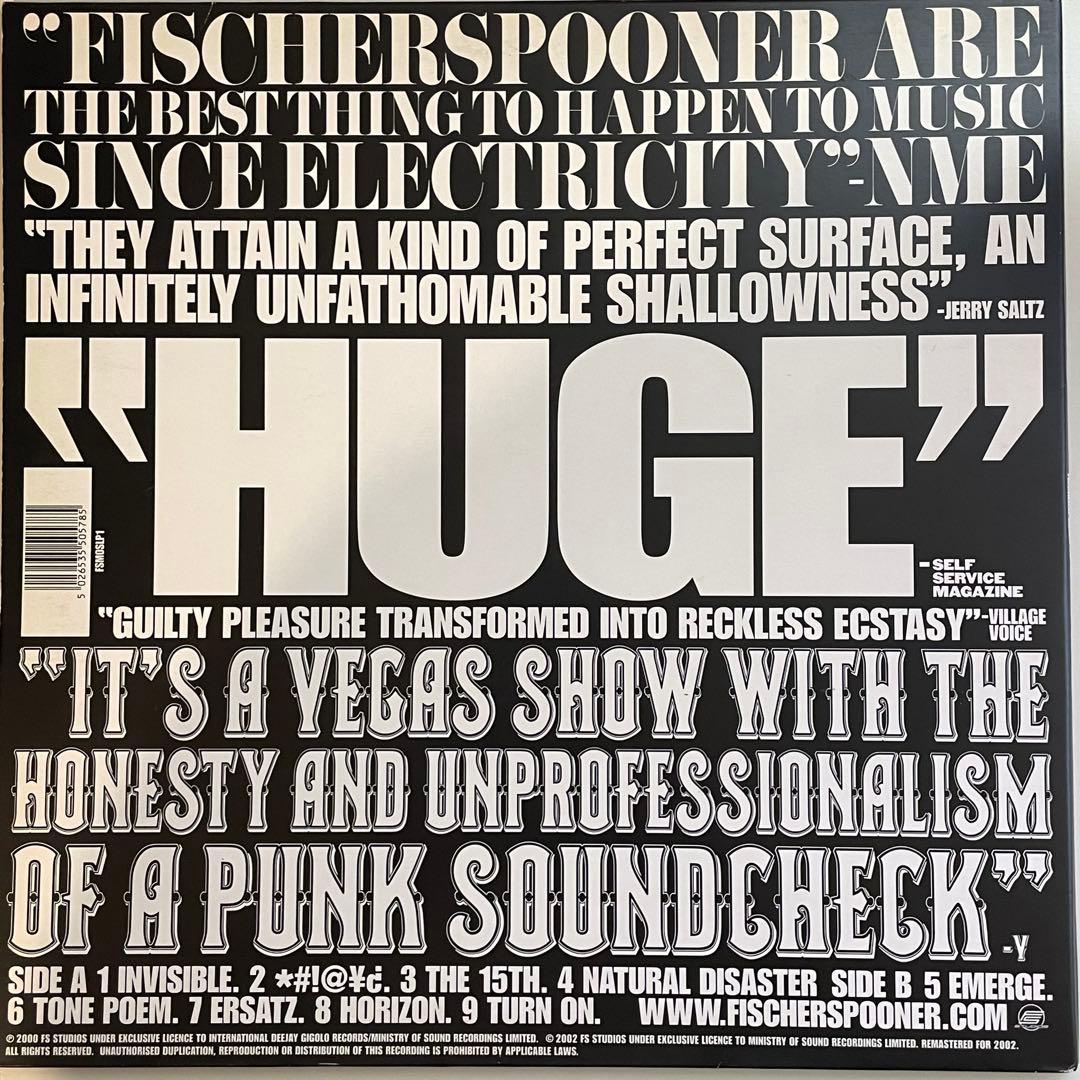 “FISCHERSPOONER ARE
THE BEST THING TO HAPPEN TO MUSIC
SINCE ELECTRICITY”-NME
“THEY ATTAIN A KIND OF PERFECT SURFACE, AN
INFINITELY UNFATHOMABLE SHALLOWNESS”-JERRY SALTZ
“HUGE”
-SELF
SERVICE
MAGAZINE
5 026535 505785
FSMOSLP1
“GUILTY PLEASURE TRANSFORMED INTO RECKLESS ECSTASY”-VILLAGE
VOICE
“IT’S A VEGAS SHOW WITH THE
HONESTY AND UNPROFESSIONALISM
OF A PUNK SOUNDCHECK”
-Y
SIDE A 1 INVISIBLE. 2 *#!@¥¢. 3 THE 15TH. 4 NATURAL DISASTER SIDE B 5 EMERGE.
6 TONE POEM. 7 ERSATZ. 8 HORIZON. 9 TURN ON. WWW.FISCHERSPOONER.COM
℗ 2000 FS STUDIOS UNDER EXCLUSIVE LICENCE TO INTERNATIONAL DEEJAY GIGOLO RECORDS/MINISTRY OF SOUND RECORDINGS LIMITED. © 2002 FS STUDIOS UNDER EXCLUSIVE LICENCE TO MINISTRY OF SOUND RECORDINGS LIMITED. REMASTERED FOR 2002.
ALL RIGHTS RESERVED. UNAUTHORISED DUPLICATION, REPRODUCTION OR DISTRIBUTION OF THIS RECORDING IS PROHIBITED BY APPLICABLE LAWS.